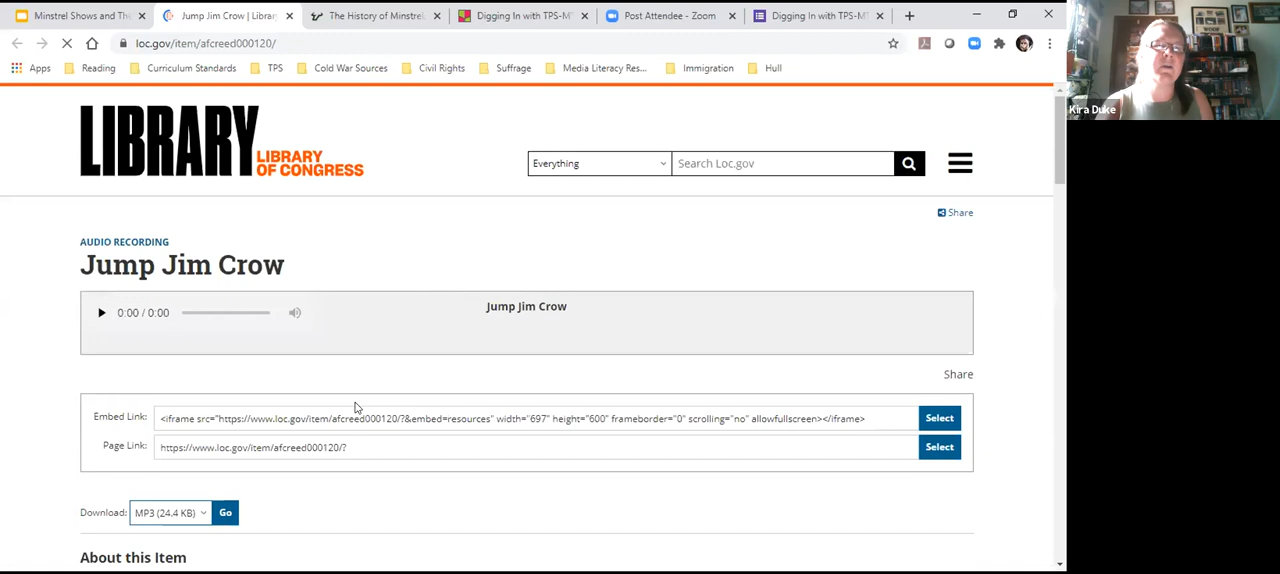 Minstrel Shows and The
Jump Jim Crow | Librar
The History of Minstrel
Digging In with TPS-MT
Post Attendee - Zoom
Digging In with TPS-MT
loc.gov/item/afcreed000120/
Apps
Reading
Curriculum Standards
TPS
Cold War Sources
Civil Rights
Suffrage
Media Literacy Res...
Immigration
Hull
Kira Duke
LIBRARY
LIBRARY
OF CONGRESS
Everything
Search Loc.gov
Share
AUDIO RECORDING
Jump Jim Crow
Jump Jim Crow
0:00 / 0:00
Share
Embed Link:
<iframe src="https://www.loc.gov/item/afcreed000120/?&embed=resources" width="697" height="600" frameborder="0" scrolling="no" allowfullscreen></iframe>
Select
Page Link:
https://www.loc.gov/item/afcreed000120/?
Select
Download:
MP3 (24.4 KB)
Go
About this Item